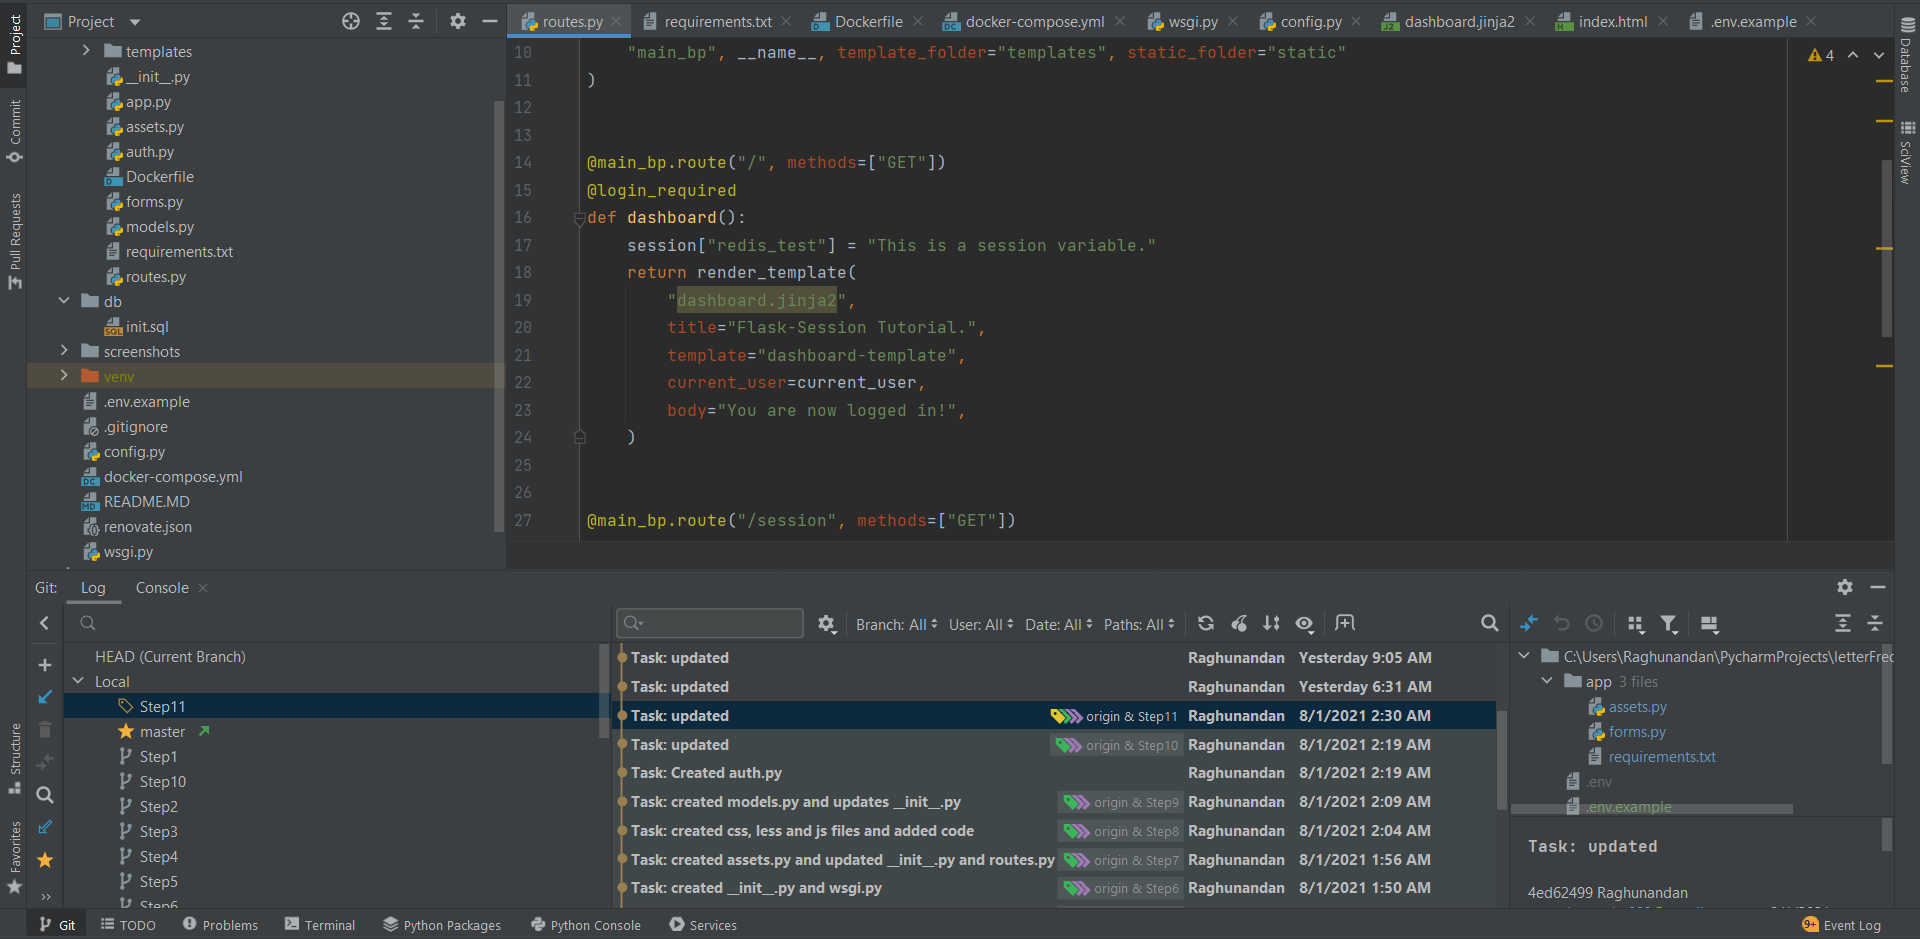 Project
routes.py
requirements.txt
Dockerfile
docker-compose.yml
wsgi.py
config.py
dashboard.jinja2
index.html
.env.example
Project
Commit
Pull Requests
Structure
Favorites
templates
__init__.py
app.py
assets.py
auth.py
Dockerfile
forms.py
models.py
requirements.txt
routes.py
db
init.sql
screenshots
venv
.env.example
.gitignore
config.py
docker-compose.yml
README.MD
renovate.json
wsgi.py
10 "main_bp", __name__, template_folder="templates", static_folder="static"
11 )
12
13
14 @main_bp.route("/", methods=["GET"])
15 @login_required
16 def dashboard():
17 session["redis_test"] = "This is a session variable."
18 return render_template(
19 "dashboard.jinja2",
20 title="Flask-Session Tutorial.",
21 template="dashboard-template",
22 current_user=current_user,
23 body="You are now logged in!",
24 )
25
26
27 @main_bp.route("/session", methods=["GET"])
4
Database
SciView
Git: Log Console
HEAD (Current Branch)
Local
Step11
master
Step1
Step10
Step2
Step3
Step4
Step5
Step6
Branch: All User: All Date: All Paths: All
Task: updated Raghunandan Yesterday 9:05 AM
Task: updated Raghunandan Yesterday 6:31 AM
Task: updated origin & Step11 Raghunandan 8/1/2021 2:30 AM
Task: updated origin & Step10 Raghunandan 8/1/2021 2:19 AM
Task: Created auth.py Raghunandan 8/1/2021 2:19 AM
Task: created models.py and updates __init__.py origin & Step9 Raghunandan 8/1/2021 2:09 AM
Task: created css, less and js files and added code origin & Step8 Raghunandan 8/1/2021 2:04 AM
Task: created assets.py and updated __init__.py and routes.py origin & Step7 Raghunandan 8/1/2021 1:56 AM
Task: created __init__.py and wsgi.py origin & Step6 Raghunandan 8/1/2021 1:50 AM
C:\Users\Raghunandan\PycharmProjects\letterFred
app 3 files
assets.py
forms.py
requirements.txt
.env
.env.example
Task: updated
4ed62499 Raghunandan
Git TODO Problems Terminal Python Packages Python Console Services
9+ Event Log